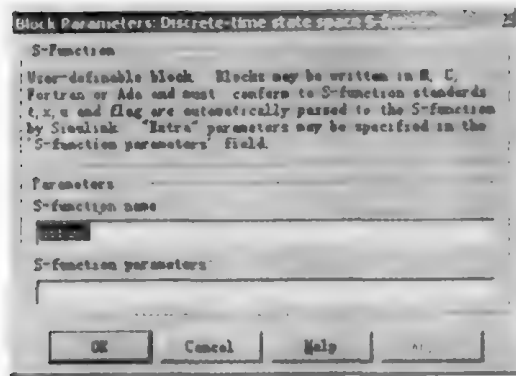 Block Parameters: Discrete-time state space
S-Function
User-definable block. Blocks may be written in M, C,
Fortran or Ada and must conform to S-function standards
t,x,u and flag are automatically passed to the S-function
by Simulink. "Extra" parameters may be specified in the
'S-function parameters' field.
Parameters
S-function name
S-function parameters
OK
Cancel
Help